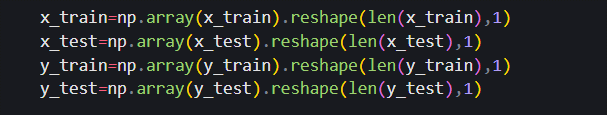 x_train=np.array(x_train).reshape(len(x_train),1)
x_test=np.array(x_test).reshape(len(x_test),1)
y_train=np.array(y_train).reshape(len(y_train),1)
y_test=np.array(y_test).reshape(len(y_test),1)